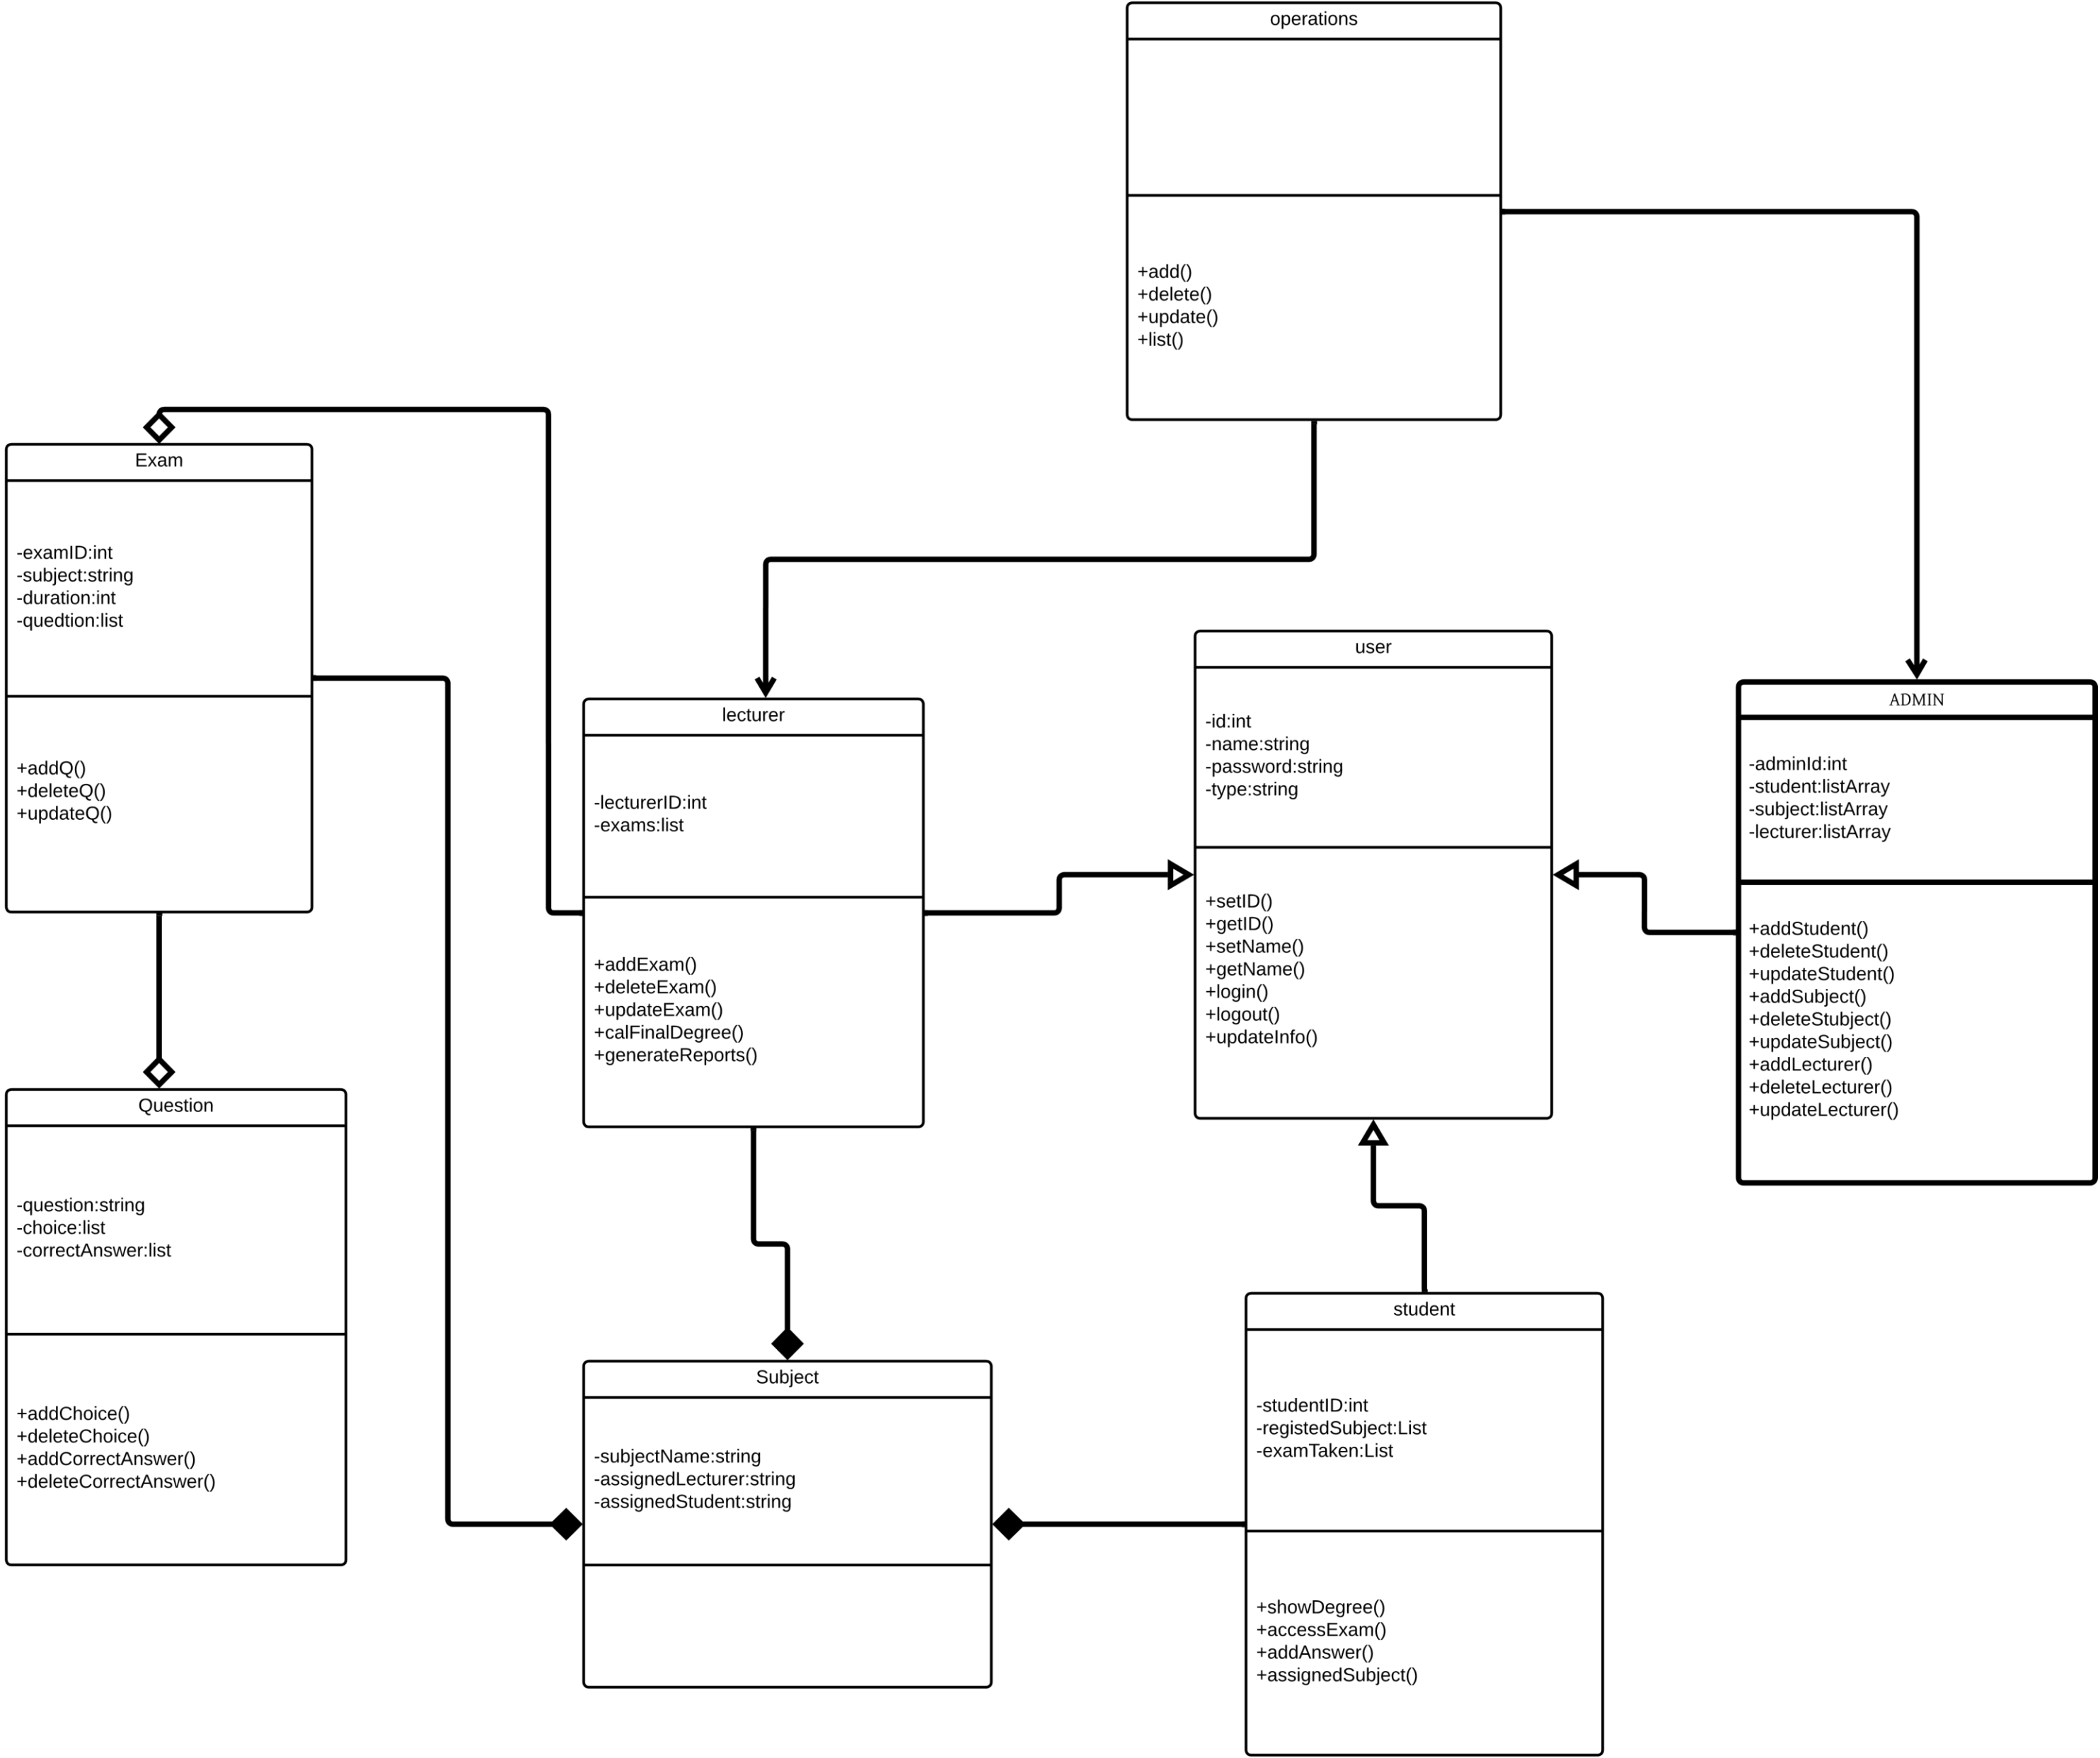 operations
+add()
+delete()
+update()
+list()
Exam
-examID:int
-subject:string
-duration:int
-quedtion:list
+addQ()
+deleteQ()
+updateQ()
lecturer
-lecturerID:int
-exams:list
+addExam()
+deleteExam()
+updateExam()
+calFinalDegree()
+generateReports()
user
-id:int
-name:string
-password:string
-type:string
+setID()
+getID()
+setName()
+getName()
+login()
+logout()
+updateInfo()
ADMIN
-adminId:int
-student:listArray
-subject:listArray
-lecturer:listArray
+addStudent()
+deleteStudent()
+updateStudent()
+addSubject()
+deleteStubject()
+updateSubject()
+addLecturer()
+deleteLecturer()
+updateLecturer()
Question
-question:string
-choice:list
-correctAnswer:list
+addChoice()
+deleteChoice()
+addCorrectAnswer()
+deleteCorrectAnswer()
Subject
-subjectName:string
-assignedLecturer:string
-assignedStudent:string
student
-studentID:int
-registedSubject:List
-examTaken:List
+showDegree()
+accessExam()
+addAnswer()
+assignedSubject()